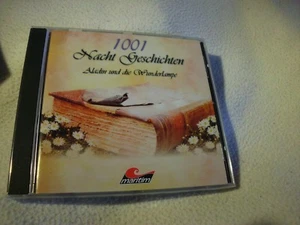 1001
Nacht Geschichten
Aladin und die Wunderlampe
maritim